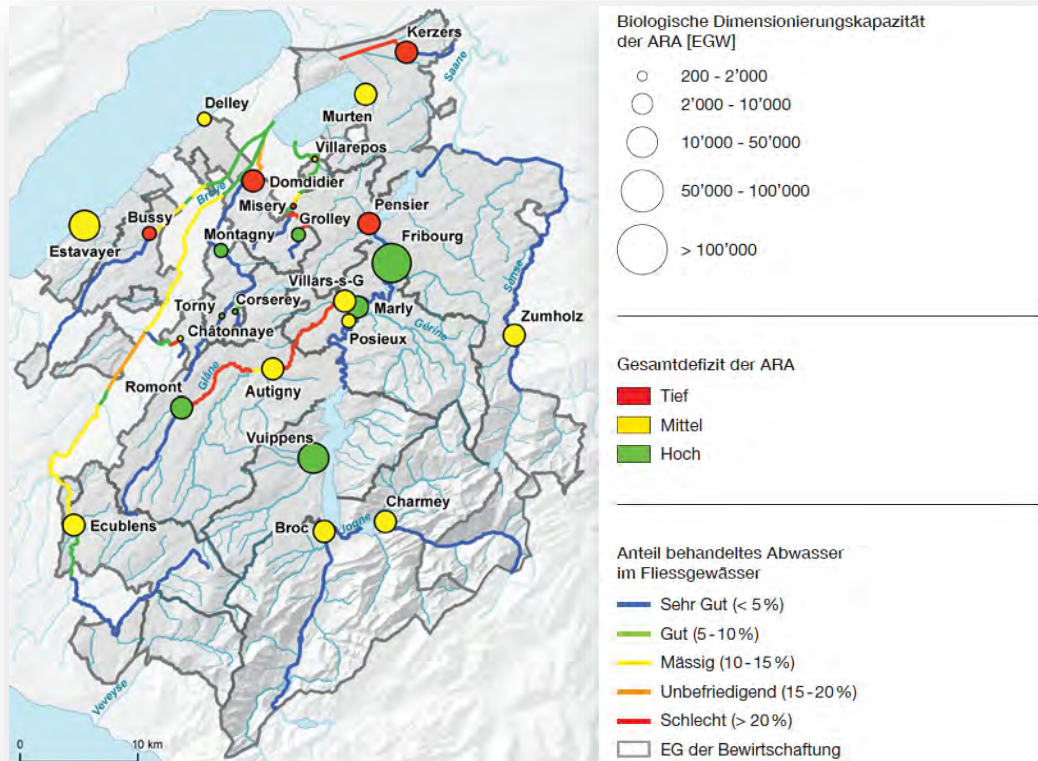 Kerzers
Saane
Delley
Murten
Villarepos
Broye
Domdidier
Misery
Pensier
Bussy
Grolley
Montagny
Fribourg
Estavayer
Villars-s-G
Torny
Corserey
Marly
Sense
Zumholz
Châtonnaye
Posieux
Gérine
Romont
Glâne
Autigny
Vuippens
Charmey
Ecublens
Broc
Jogne
Veveyse
0 10 km
Biologische Dimensionierungskapazität
der ARA [EGW]
200 - 2'000
2'000 - 10'000
10'000 - 50'000
50'000 - 100'000
> 100'000
Gesamtdefizit der ARA
Tief
Mittel
Hoch
Anteil behandeltes Abwasser
im Fliessgewässer
Sehr Gut (< 5 %)
Gut (5 - 10 %)
Mässig (10 - 15 %)
Unbefriedigend (15 - 20 %)
Schlecht (> 20 %)
EG der Bewirtschaftung